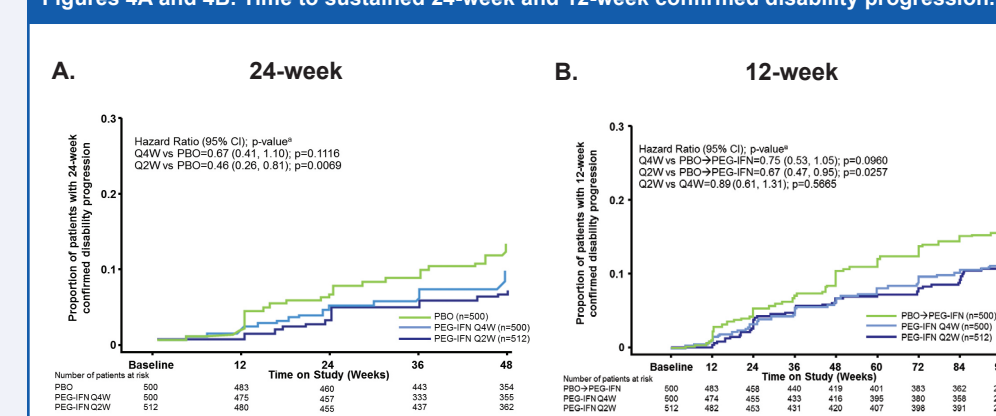 Figures 4A and 4B: Time to sustained 24-week and 12-week confirmed disability progression.
A.
24-week
0.3
0.2
0.1
0
Proportion of patients with 24-week
confirmed disability progression
Hazard Ratio (95% CI); p-valueª
Q4W vs PBO=0.67 (0.41, 1.10); p=0.1116
Q2W vs PBO=0.46 (0.26, 0.81); p=0.0069
PBO (n=500)
PEG-IFN Q4W (n=500)
PEG-IFN Q2W (n=512)
Baseline 12 24 36 48
Time on Study (Weeks)
Number of patients at risk
PBO 500 483 460 443 354
PEG-IFN Q4W 500 475 457 333 355
PEG-IFN Q2W 512 480 455 437 362
B.
12-week
0.3
0.2
0.1
0
Proportion of patients with 12-week
confirmed disability progression
Hazard Ratio (95% CI); p-valueª
Q4W vs PBO→PEG-IFN=0.75 (0.53, 1.05); p=0.0960
Q2W vs PBO→PEG-IFN=0.67 (0.47, 0.95); p=0.0257
Q2W vs Q4W=0.89 (0.61, 1.31); p=0.5665
PBO→PEG-IFN (n=500)
PEG-IFN Q4W (n=500)
PEG-IFN Q2W (n=512)
Baseline 12 24 36 48 60 72 84
Time on Study (Weeks)
Number of patients at risk
PBO→PEG-IFN 500 483 458 440 419 401 383 362
PEG-IFN Q4W 500 474 455 433 416 395 380 358
PEG-IFN Q2W 512 482 453 431 420 407 398 391